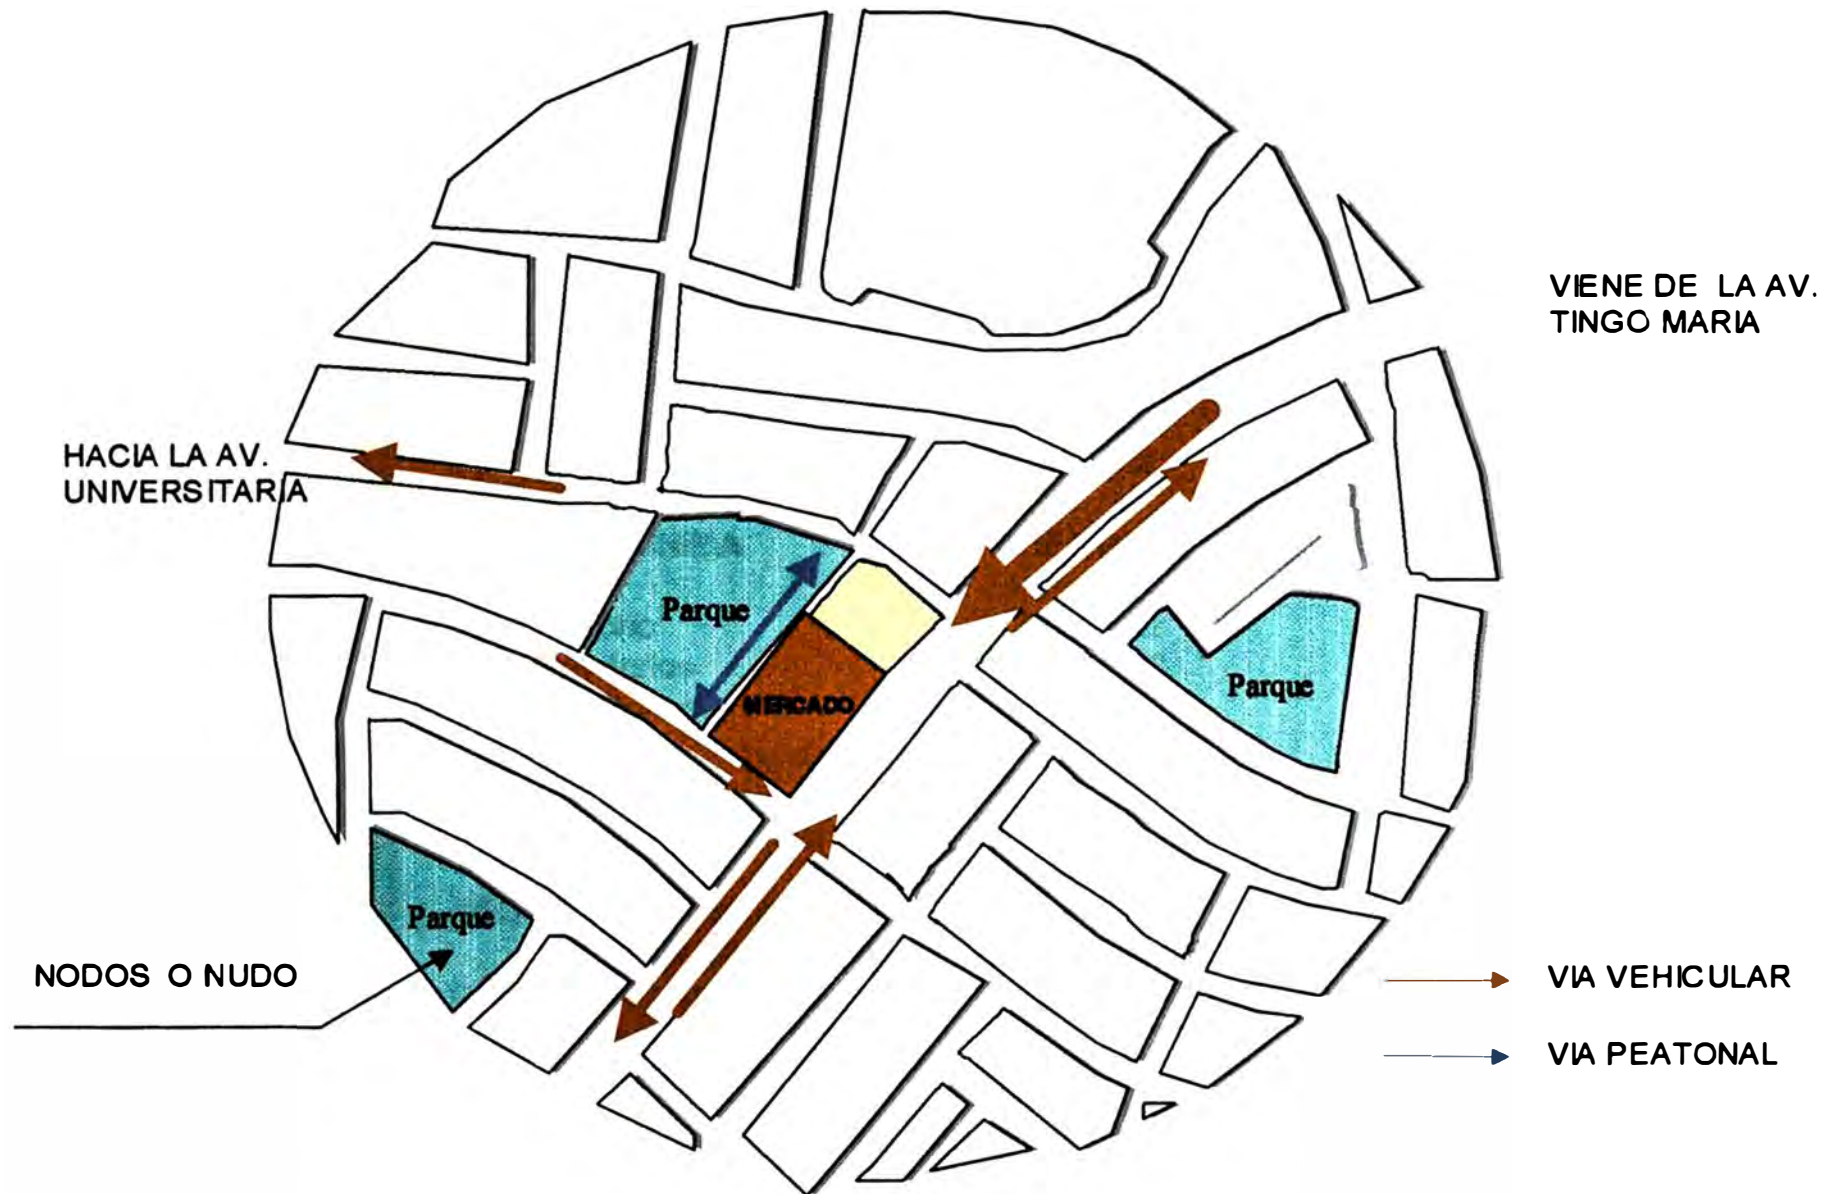 VIENE DE LA AV.
TINGO MARIA
HACIA LA AV.
UNIVERSITARIA
Parque
Parque
MERCADO
Parque
NODOS O NUDO
VIA VEHICULAR
VIA PEATONAL